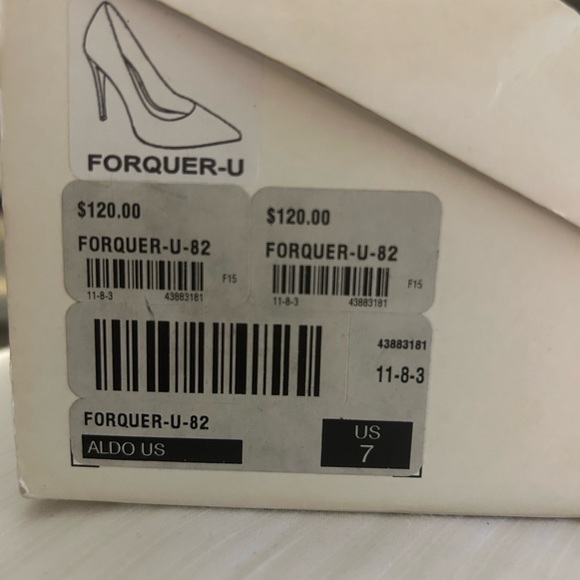 FORQUER-U
$120.00
FORQUER-U-82
F15
11-8-3 43883181
$120.00
FORQUER-U-82
F15
11-8-3 43883181
43883181
11-8-3
FORQUER-U-82
ALDO US
US
7